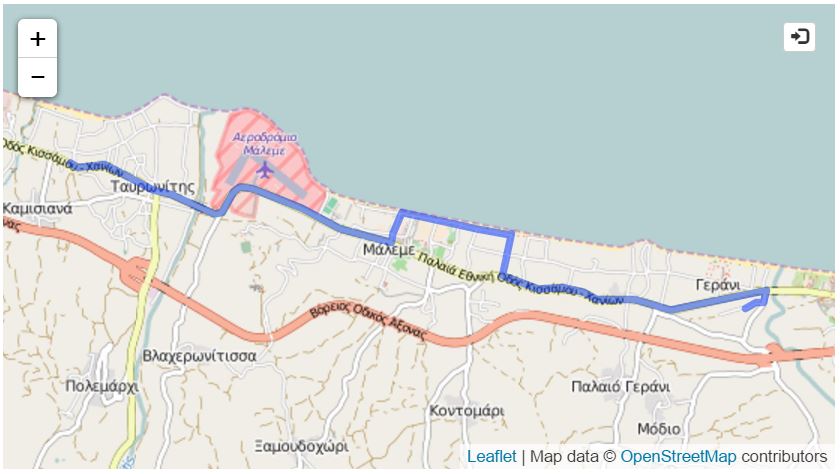 +
−
Αεροδρόμιο
Μάλεμε
Οδός Κισσάμου - Χανίων
Ταυρωνίτης
Καμισιανά
Μάλεμε
Παλαιά Εθνική Οδός Κισσάμου - Χανίων
Γεράνι
Βόρειος Οδικός Άξονας
Βλαχερωνίτισσα
Πολεμάρχι
Παλαιό Γεράνι
Κοντομάρι
Μόδιο
Ξαμουδοχώρι
Leaflet | Map data © OpenStreetMap contributors